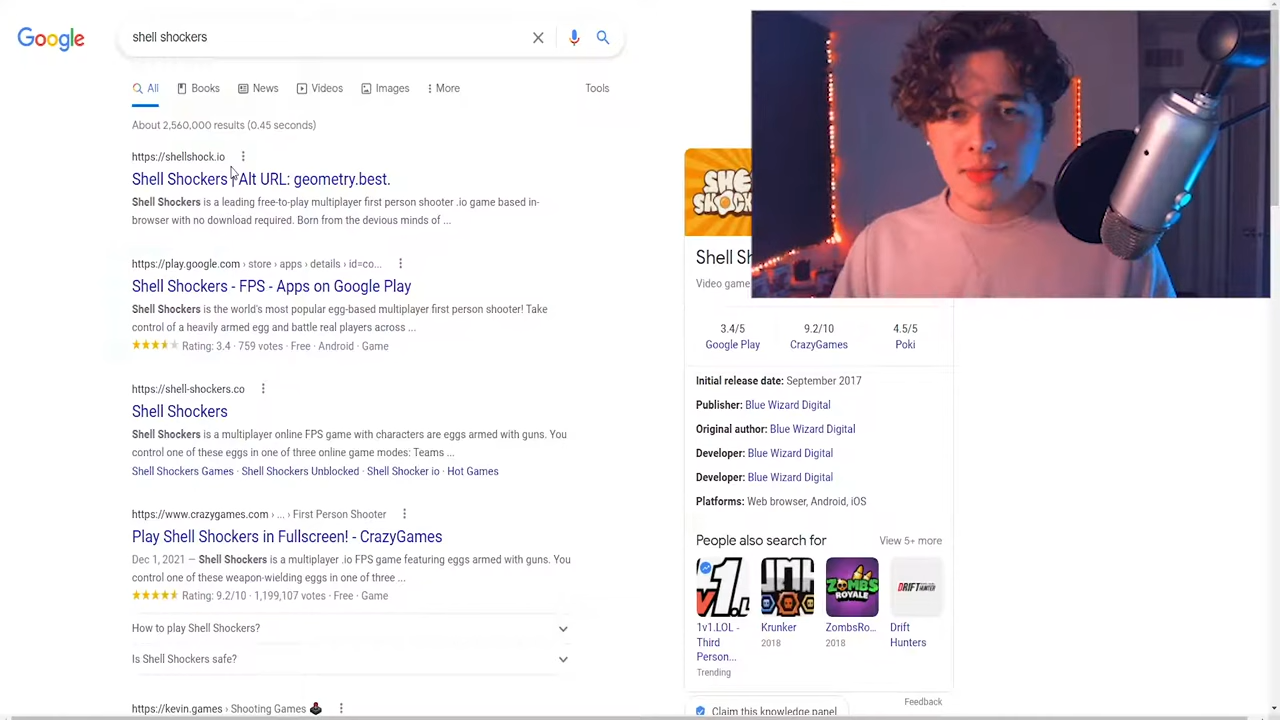 Google
shell shockers
All
Books
News
Videos
Images
More
Tools
About 2,560,000 results (0.45 seconds)
https://shellshock.io
Shell Shockers | Alt URL: geometry.best.
Shell Shockers is a leading free-to-play multiplayer first person shooter .io game based in-
browser with no download required. Born from the devious minds of ...
https://play.google.com › store › apps › details › id=co...
Shell Shockers - FPS - Apps on Google Play
Shell Shockers is the world's most popular egg-based multiplayer first person shooter! Take
control of a heavily armed egg and battle real players across ...
Rating: 3.4 · 759 votes · Free · Android · Game
https://shell-shockers.co
Shell Shockers
Shell Shockers is a multiplayer online FPS game with characters are eggs armed with guns. You
control one of these eggs in one of three online game modes: Teams ...
Shell Shockers Games · Shell Shockers Unblocked · Shell Shocker io · Hot Games
https://www.crazygames.com › ... › First Person Shooter
Play Shell Shockers in Fullscreen! - CrazyGames
Dec 1, 2021 — Shell Shockers is a multiplayer .io FPS game featuring eggs armed with guns. You
control one of these weapon-wielding eggs in one of three ...
Rating: 9.2/10 · 1,199,107 votes · Free · Game
How to play Shell Shockers?
Is Shell Shockers safe?
https://kevin.games › Shooting Games
SHE
SHOCK
Shell Sh
Video game
3.4/5
Google Play
9.2/10
CrazyGames
4.5/5
Poki
Initial release date: September 2017
Publisher: Blue Wizard Digital
Original author: Blue Wizard Digital
Developer: Blue Wizard Digital
Developer: Blue Wizard Digital
Platforms: Web browser, Android, iOS
People also search for
View 5+ more
1v1.LOL -
Third
Person...
Trending
Krunker
2018
ZOMBS
ROYALE
ZombsRo...
2018
DRIFT HUNTER
Drift
Hunters
Feedback
Claim this knowledge panel